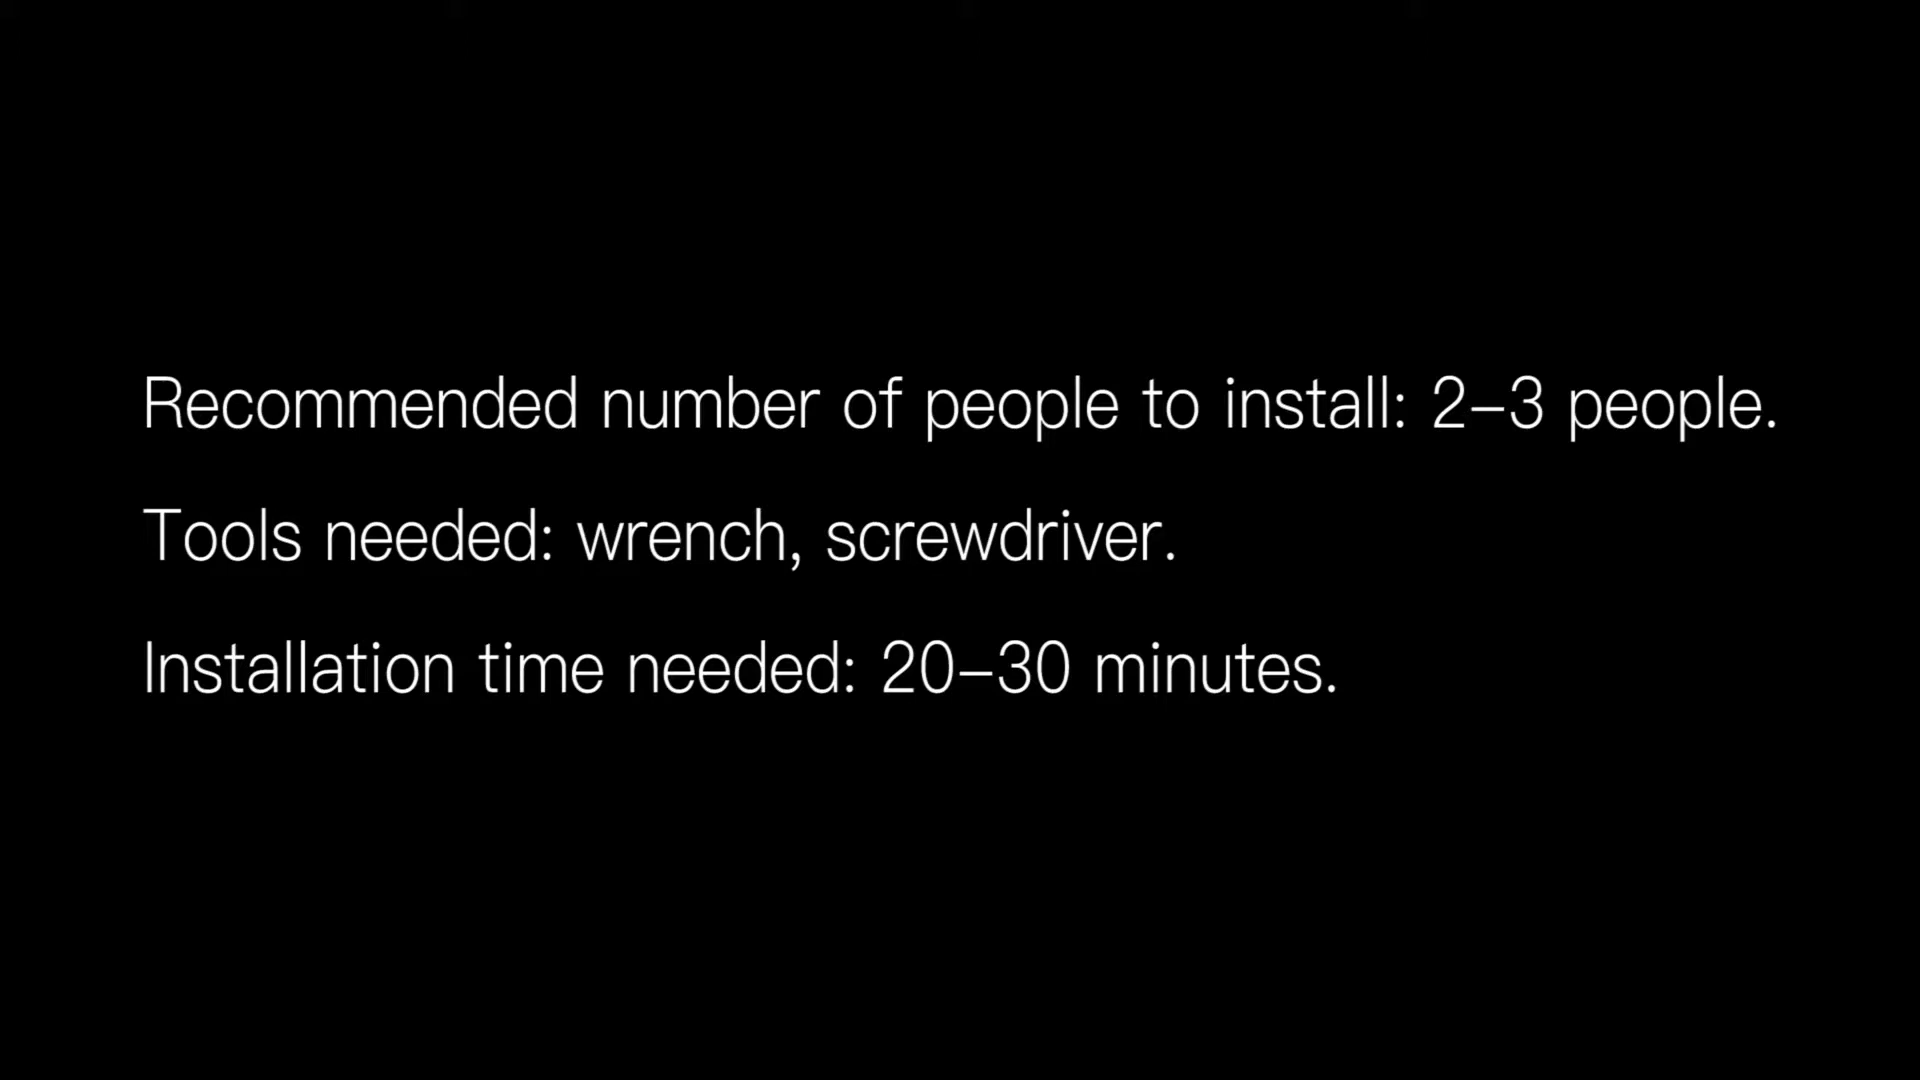 Recommended number of people to install: 2–3 people.
Tools needed: wrench, screwdriver.
Installation time needed: 20–30 minutes.